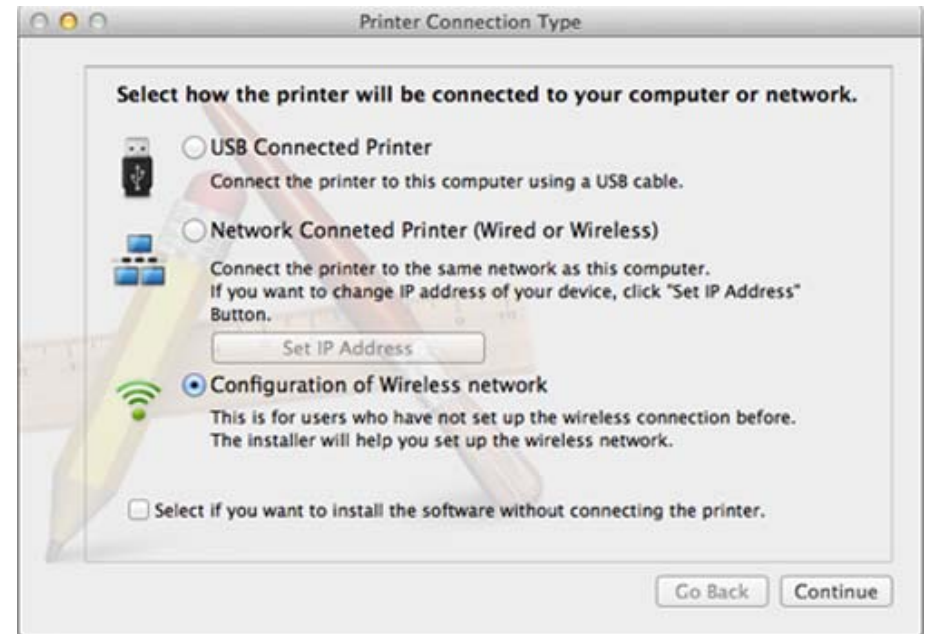 Printer Connection Type
Select how the printer will be connected to your computer or network.
USB Connected Printer
Connect the printer to this computer using a USB cable.
Network Conneted Printer (Wired or Wireless)
Connect the printer to the same network as this computer.
If you want to change IP address of your device, click "Set IP Address"
Button.
Set IP Address
Configuration of Wireless network
This is for users who have not set up the wireless connection before.
The installer will help you set up the wireless network.
Select if you want to install the software without connecting the printer.
Go Back Continue